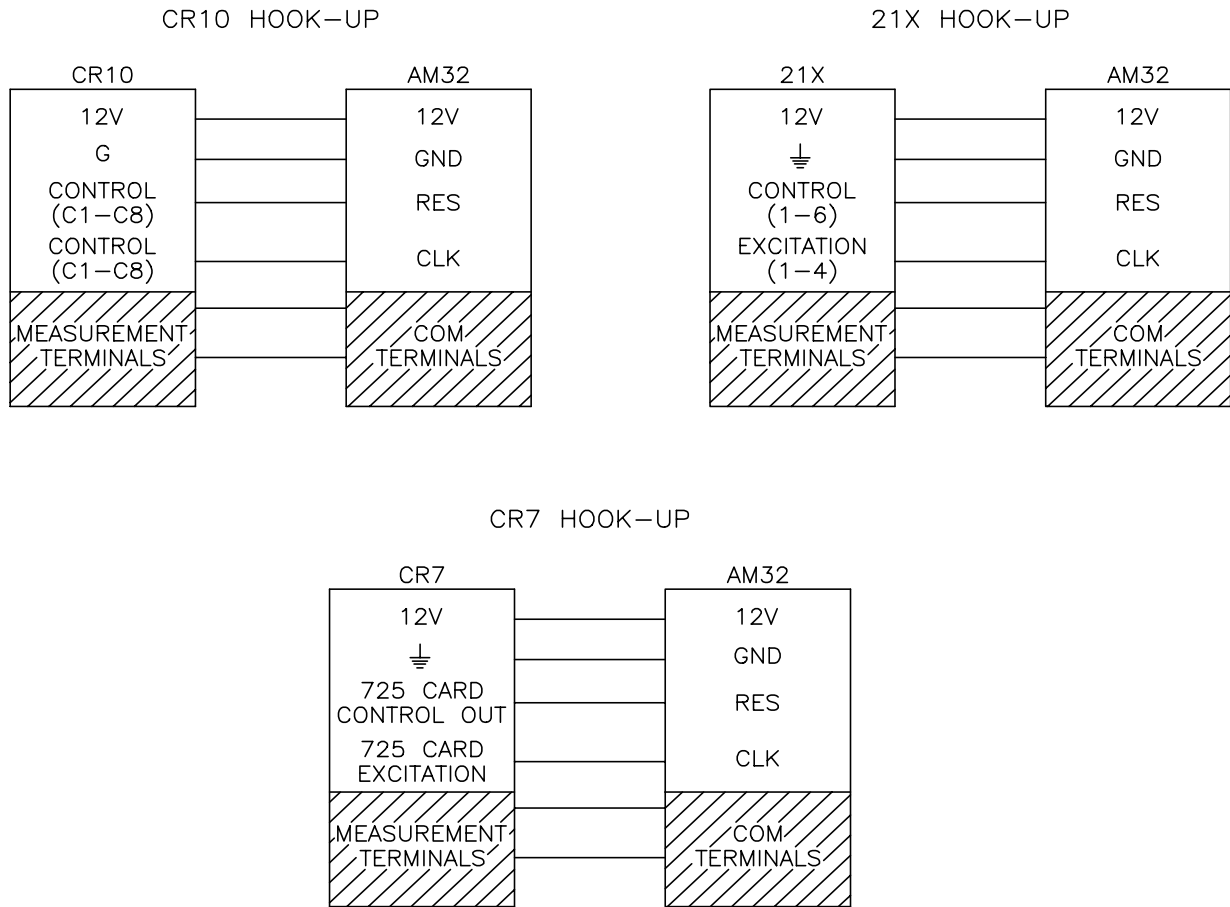 CR10 HOOK-UP
CR10
AM32
12V
12V
G
GND
CONTROL
(C1-C8)
RES
CONTROL
(C1-C8)
CLK
MEASUREMENT
TERMINALS
COM
TERMINALS
21X HOOK-UP
21X
AM32
12V
12V
GND
CONTROL
(1-6)
RES
EXCITATION
(1-4)
CLK
MEASUREMENT
TERMINALS
COM
TERMINALS
CR7 HOOK-UP
CR7
AM32
12V
12V
GND
725 CARD
CONTROL OUT
RES
725 CARD
EXCITATION
CLK
MEASUREMENT
TERMINALS
COM
TERMINALS